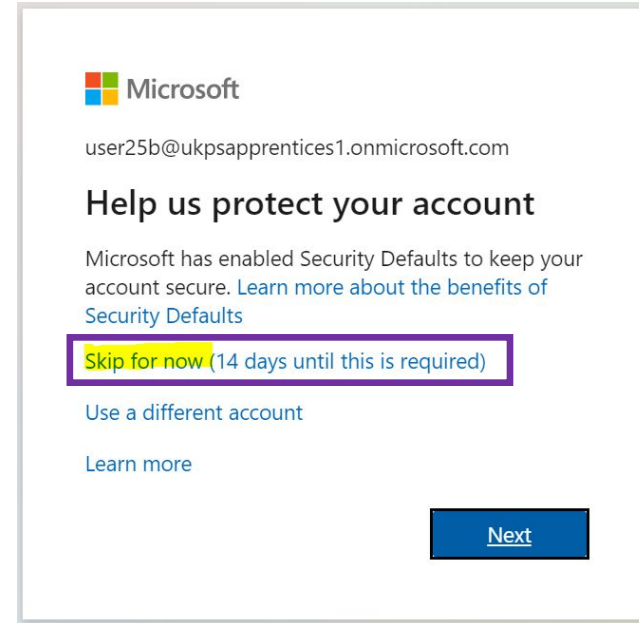 Microsoft
user25b@ukpsapprentices1.onmicrosoft.com
Help us protect your account
Microsoft has enabled Security Defaults to keep your
account secure. Learn more about the benefits of
Security Defaults
Skip for now (14 days until this is required)
Use a different account
Learn more
Next